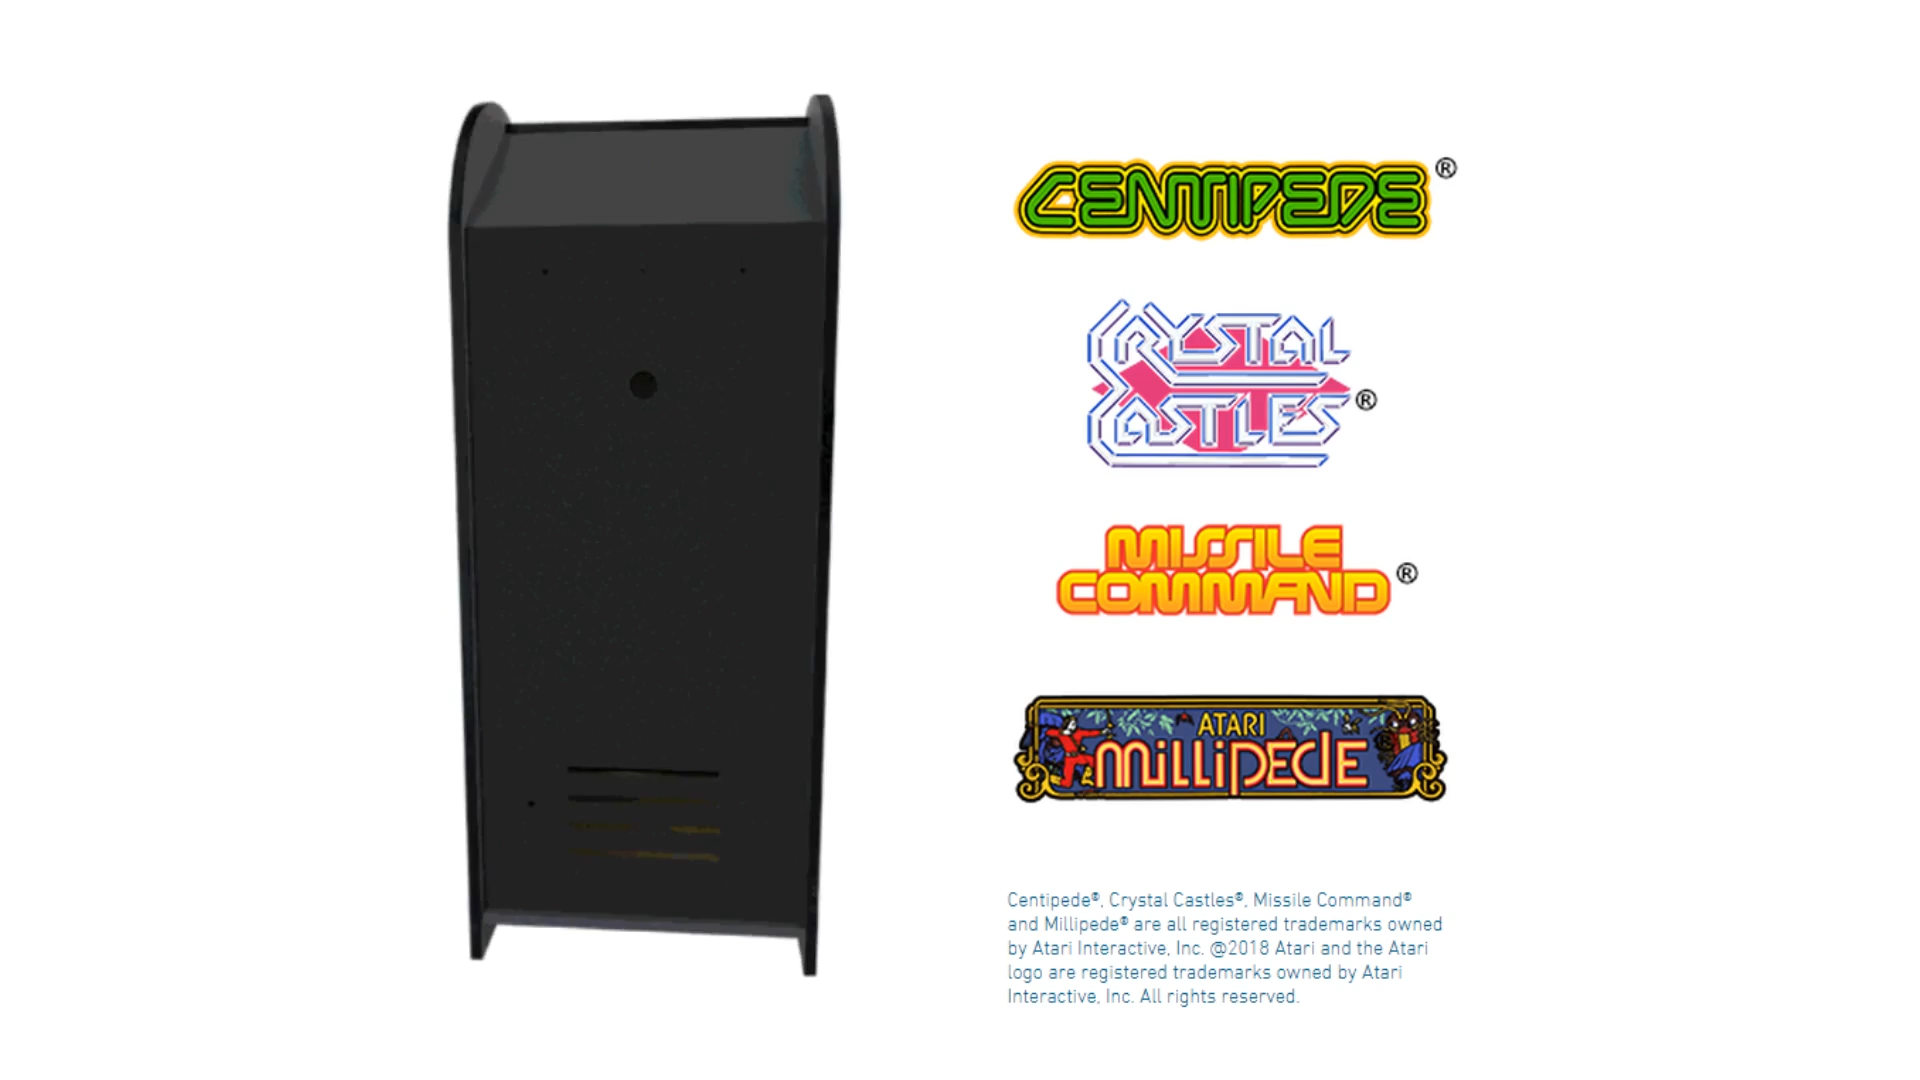 CENTIPEDE®
CRYSTAL
CASTLES®
MISSILE
COMMAND®
ATARI
MILLIPEDE®
Centipede®, Crystal Castles®, Missile Command®
and Millipede® are all registered trademarks owned
by Atari Interactive, Inc. @2018 Atari and the Atari
logo are registered trademarks owned by Atari
Interactive, Inc. All rights reserved.